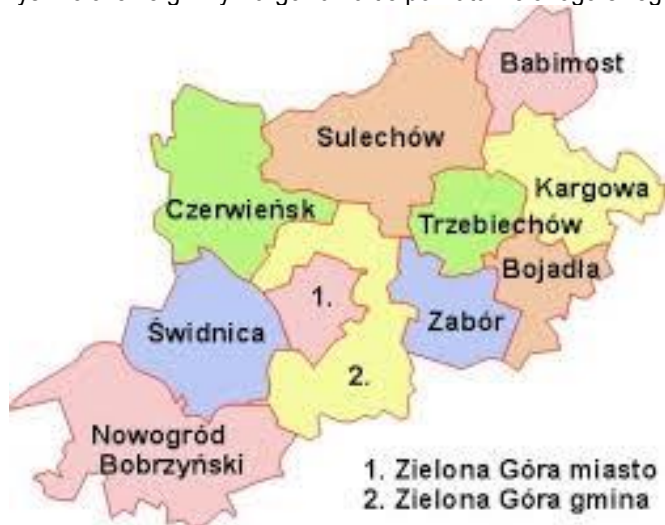 Babimost
Sulechów
Kargowa
Czerwieńsk
Trzebiechów
Bojadła
1.
Zabór
Świdnica
2.
Nowogród
Bobrzyński
1. Zielona Góra miasto
2. Zielona Góra gmina